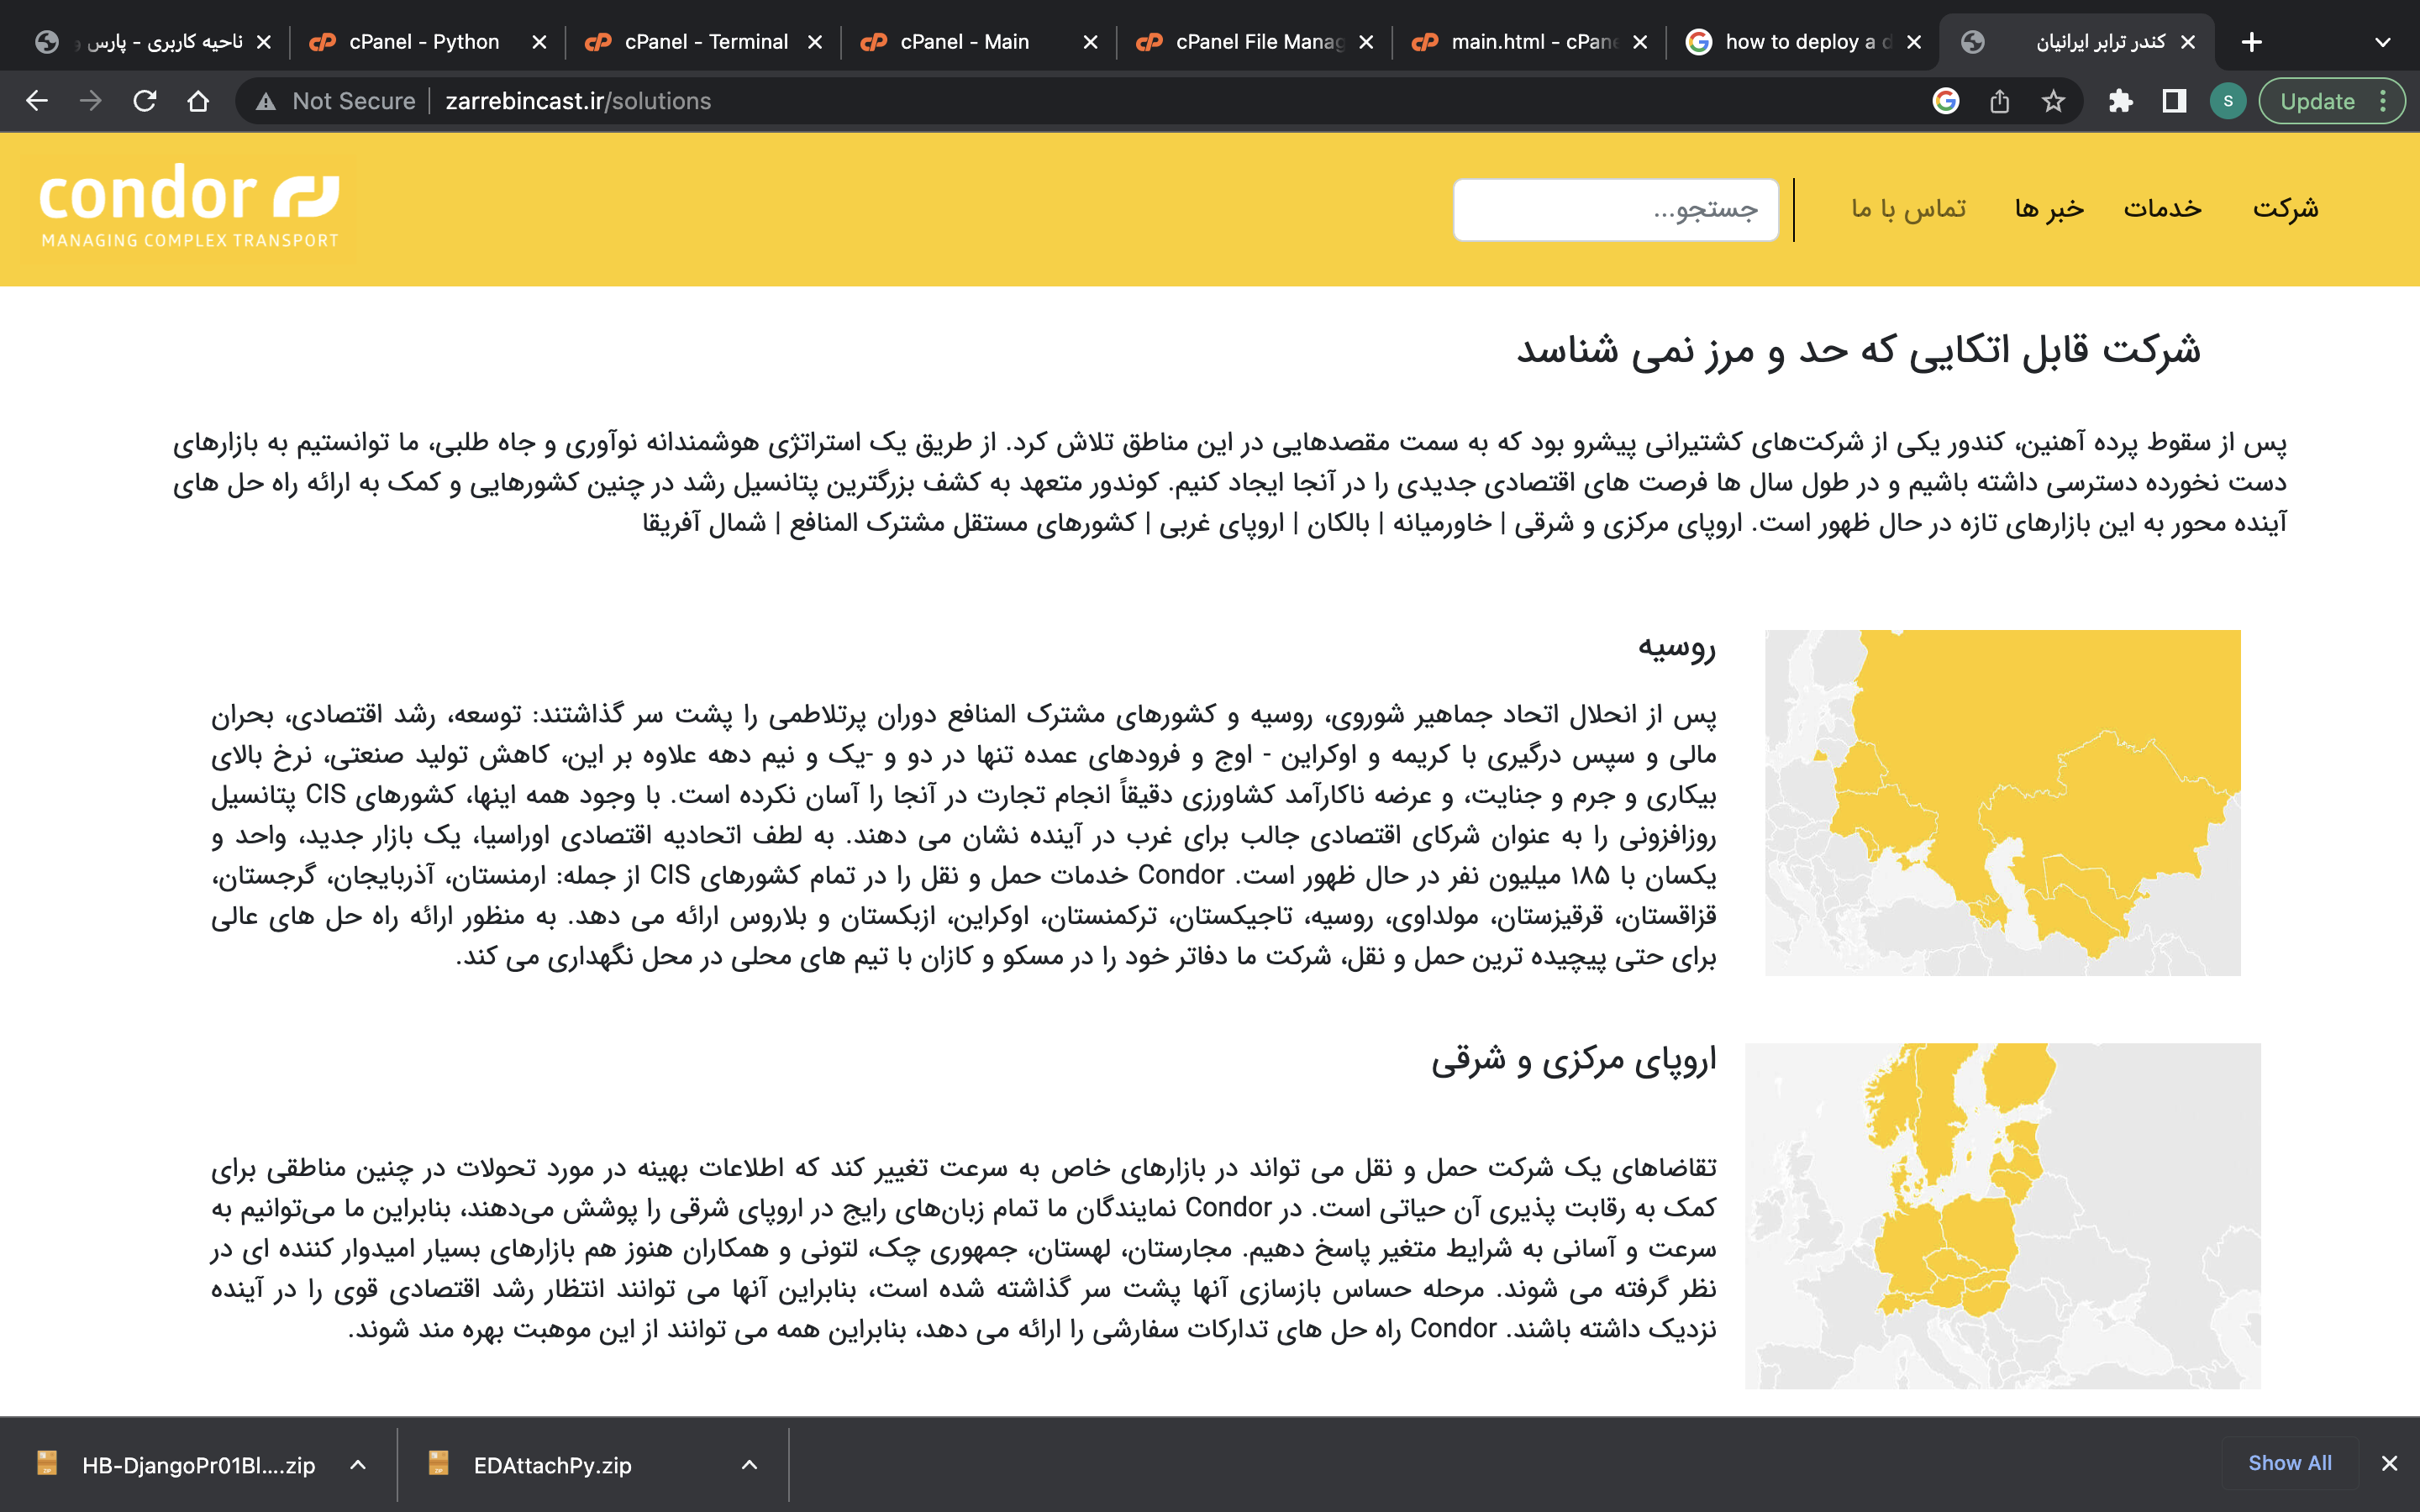 ناحیه کاربری - پارس و
cPanel - Python
cPanel - Terminal
cPanel - Main
cPanel File Manag
main.html - cPane
how to deploy a d
کندر ترابر ایرانیان
Not Secure
zarrebincast.ir/solutions
S
Update
condor
MANAGING COMPLEX TRANSPORT
شرکت
خدمات
خبر ها
تماس با ما
جستجو...
شرکت قابل اتکایی که حد و مرز نمی شناسد
پس از سقوط پرده آهنین، کندور یکی از شرکت‌های کشتیرانی پیشرو بود که به سمت مقصدهایی در این مناطق تلاش کرد. از طریق یک استراتژی هوشمندانه نوآوری و جاه طلبی، ما توانستیم به بازارهای
دست نخورده دسترسی داشته باشیم و در طول سال ها فرصت های اقتصادی جدیدی را در آنجا ایجاد کنیم. کوندور متعهد به کشف بزرگترین پتانسیل رشد در چنین کشورهایی و کمک به ارائه راه حل های
آینده محور به این بازارهای تازه در حال ظهور است. اروپای مرکزی و شرقی | خاورمیانه | بالکان | اروپای غربی | کشورهای مستقل مشترک المنافع | شمال آفریقا
روسیه
پس از انحلال اتحاد جماهیر شوروی، روسیه و کشورهای مشترک المنافع دوران پرتلاطمی را پشت سر گذاشتند: توسعه، رشد اقتصادی، بحران
مالی و سپس درگیری با کریمه و اوکراین - اوج و فرودهای عمده تنها در دو و -یک و نیم دهه علاوه بر این، کاهش تولید صنعتی، نرخ بالای
بیکاری و جرم و جنایت، و عرضه ناکارآمد کشاورزی دقیقاً انجام تجارت در آنجا را آسان نکرده است. با وجود همه اینها، کشورهای CIS پتانسیل
روزافزونی را به عنوان شرکای اقتصادی جالب برای غرب در آینده نشان می دهند. به لطف اتحادیه اقتصادی اوراسیا، یک بازار جدید، واحد و
یکسان با ۱۸۵ میلیون نفر در حال ظهور است. Condor خدمات حمل و نقل را در تمام کشورهای CIS از جمله: ارمنستان، آذربایجان، گرجستان،
قزاقستان، قرقیزستان، مولداوی، روسیه، تاجیکستان، ترکمنستان، اوکراین، ازبکستان و بلاروس ارائه می دهد. به منظور ارائه راه حل های عالی
برای حتی پیچیده ترین حمل و نقل، شرکت ما دفاتر خود را در مسکو و کازان با تیم های محلی در محل نگهداری می کند.
اروپای مرکزی و شرقی
تقاضاهای یک شرکت حمل و نقل می تواند در بازارهای خاص به سرعت تغییر کند که اطلاعات بهینه در مورد تحولات در چنین مناطقی برای
کمک به رقابت پذیری آن حیاتی است. در Condor نمایندگان ما تمام زبان‌های رایج در اروپای شرقی را پوشش می‌دهند، بنابراین ما می‌توانیم به
سرعت و آسانی به شرایط متغیر پاسخ دهیم. مجارستان، لهستان، جمهوری چک، لتونی و همکاران هنوز هم بازارهای بسیار امیدوار کننده ای در
نظر گرفته می شوند. مرحله حساس بازسازی آنها پشت سر گذاشته شده است، بنابراین آنها می توانند انتظار رشد اقتصادی قوی را در آینده
نزدیک داشته باشند. Condor راه حل های تدارکات سفارشی را ارائه می دهد، بنابراین همه می توانند از این موهبت بهره مند شوند.
HB-DjangoPr01Bl....zip
EDAttachPy.zip
Show All